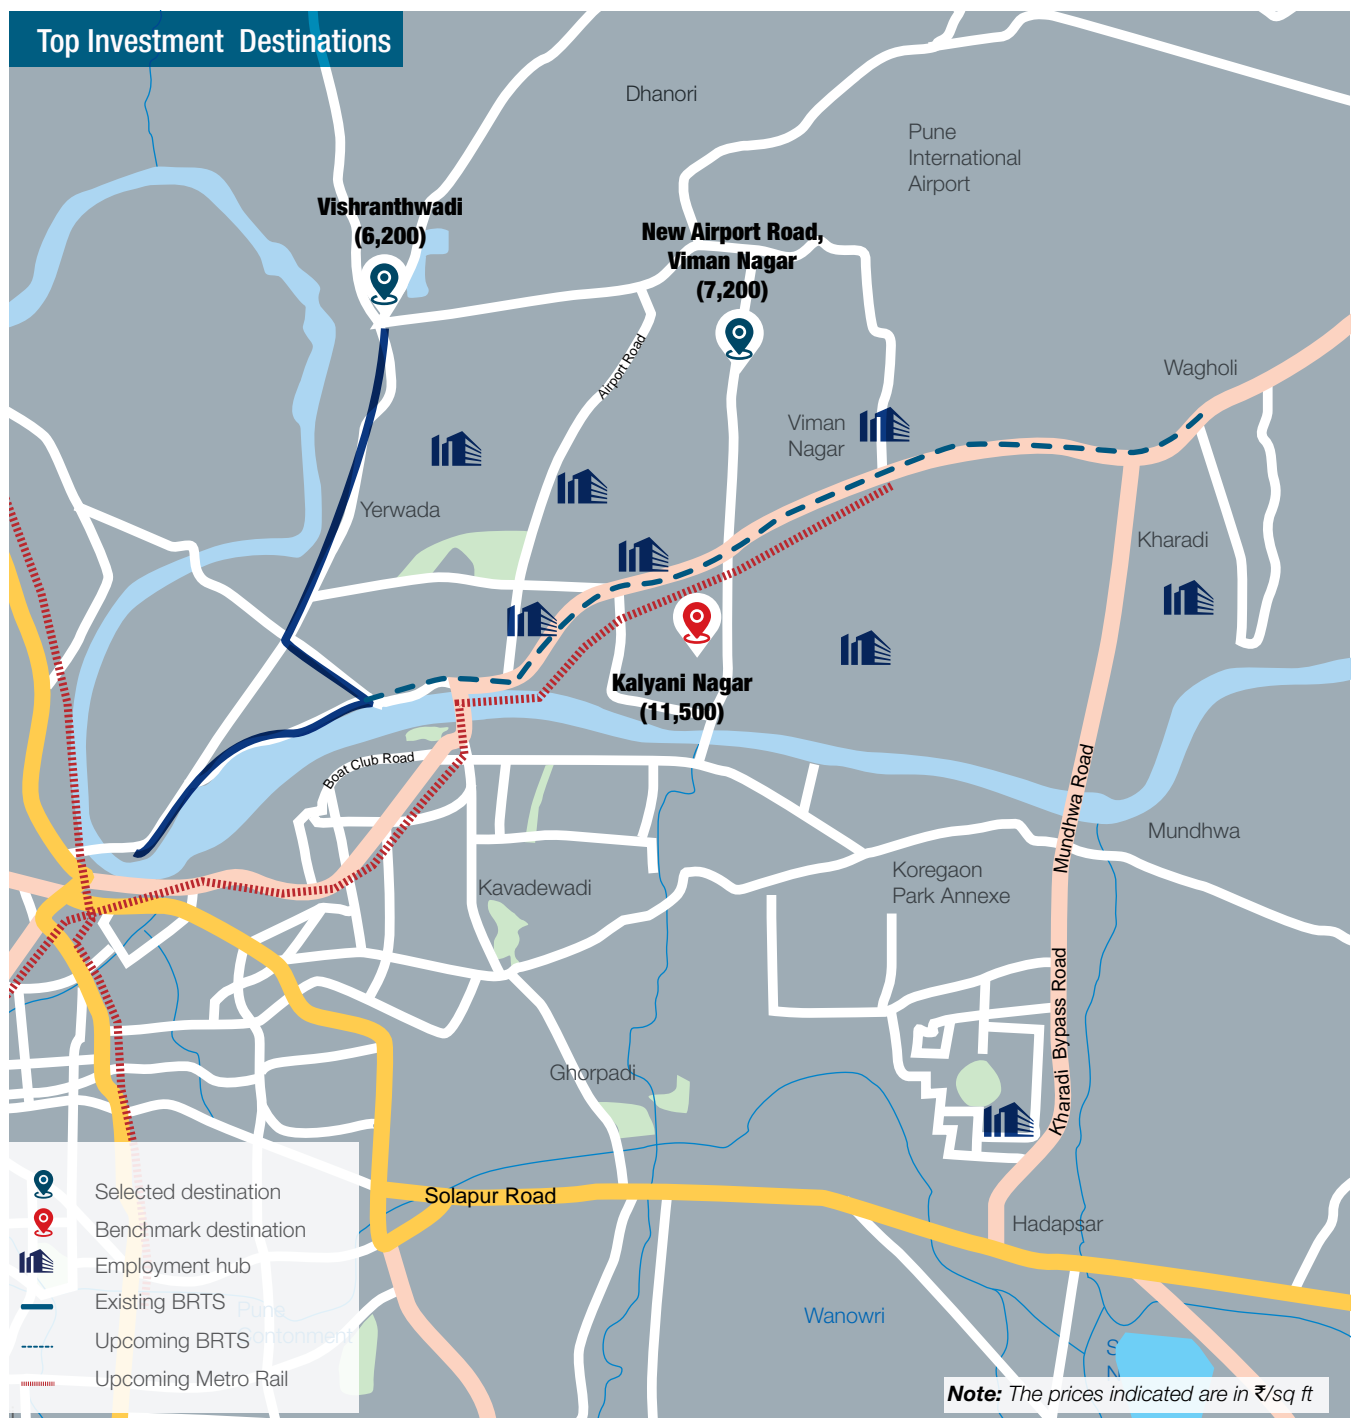 Top Investment Destinations
Dhanori
Pune
International
Airport
Vishranthwadi
(6,200)
New Airport Road,
Viman Nagar
(7,200)
Airport Road
Wagholi
Viman
Nagar
Yerwada
Kharadi
Kalyani Nagar
(11,500)
Boat Club Road
Mundhwa Road
Mundhwa
Kavadewadi
Koregaon
Park Annexe
Kharadi Bypass Road
Ghorpadi
Solapur Road
Hadapsar
Wanowri
Selected destination
Benchmark destination
Employment hub
Existing BRTS
Pune
Contonment
Upcoming BRTS
Upcoming Metro Rail
S
N
Note: The prices indicated are in ₹/sq ft